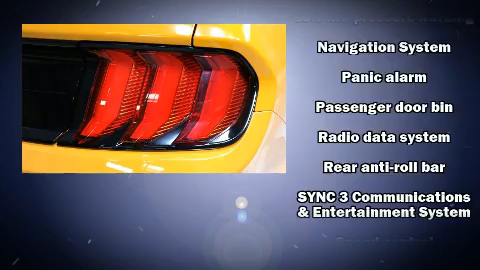 Navigation System
Panic alarm
Passenger door bin
Radio data system
Rear anti-roll bar
SYNC 3 Communications
& Entertainment System